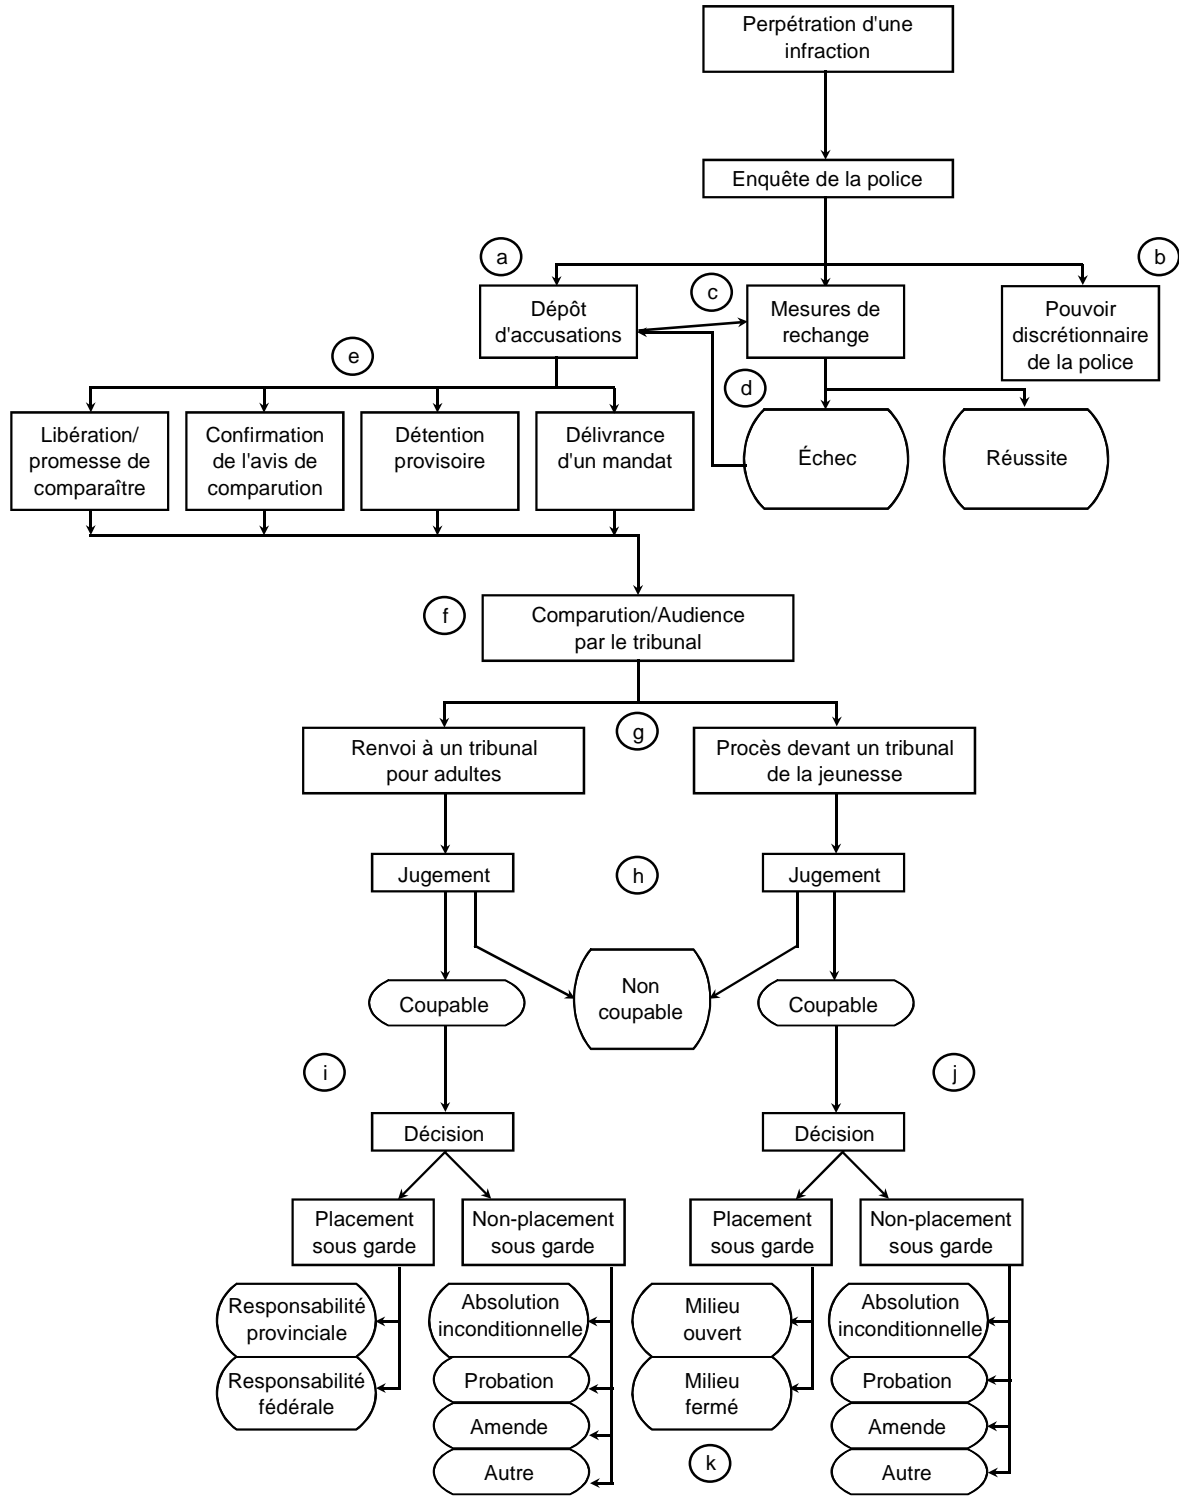 Perpétration d'une
infraction
Enquête de la police
a
b
c
Dépôt
d'accusations
Mesures de
rechange
Pouvoir
discrétionnaire
de la police
e
d
Libération/
promesse de
comparaître
Confirmation
de l'avis de
comparution
Détention
provisoire
Délivrance
d'un mandat
Échec
Réussite
f
Comparution/Audience
par le tribunal
g
Renvoi à un tribunal
pour adultes
Procès devant un tribunal
de la jeunesse
Jugement
h
Jugement
Coupable
Non
coupable
Coupable
i
j
Décision
Décision
Placement
sous garde
Non-placement
sous garde
Placement
sous garde
Non-placement
sous garde
Responsabilité
provinciale
Responsabilité
fédérale
Absolution
inconditionnelle
Probation
Amende
Autre
Milieu
ouvert
Milieu
fermé
k
Absolution
inconditionnelle
Probation
Amende
Autre